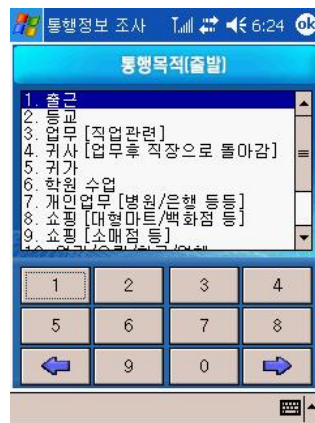 통행정보 조사 6:24 ok
통행목적(출발)
1. 출근
2. 등교
3. 업무 [직업관련]
4. 귀사 [업무후 직장으로 돌아감]
5. 귀가
6. 학원 수업
7. 개인업무 [병원/은행 등등]
8. 쇼핑 [대형마트/백화점 등]
9. 쇼핑 [소매점 등]
1 2 3 4
5 6 7 8
9 0